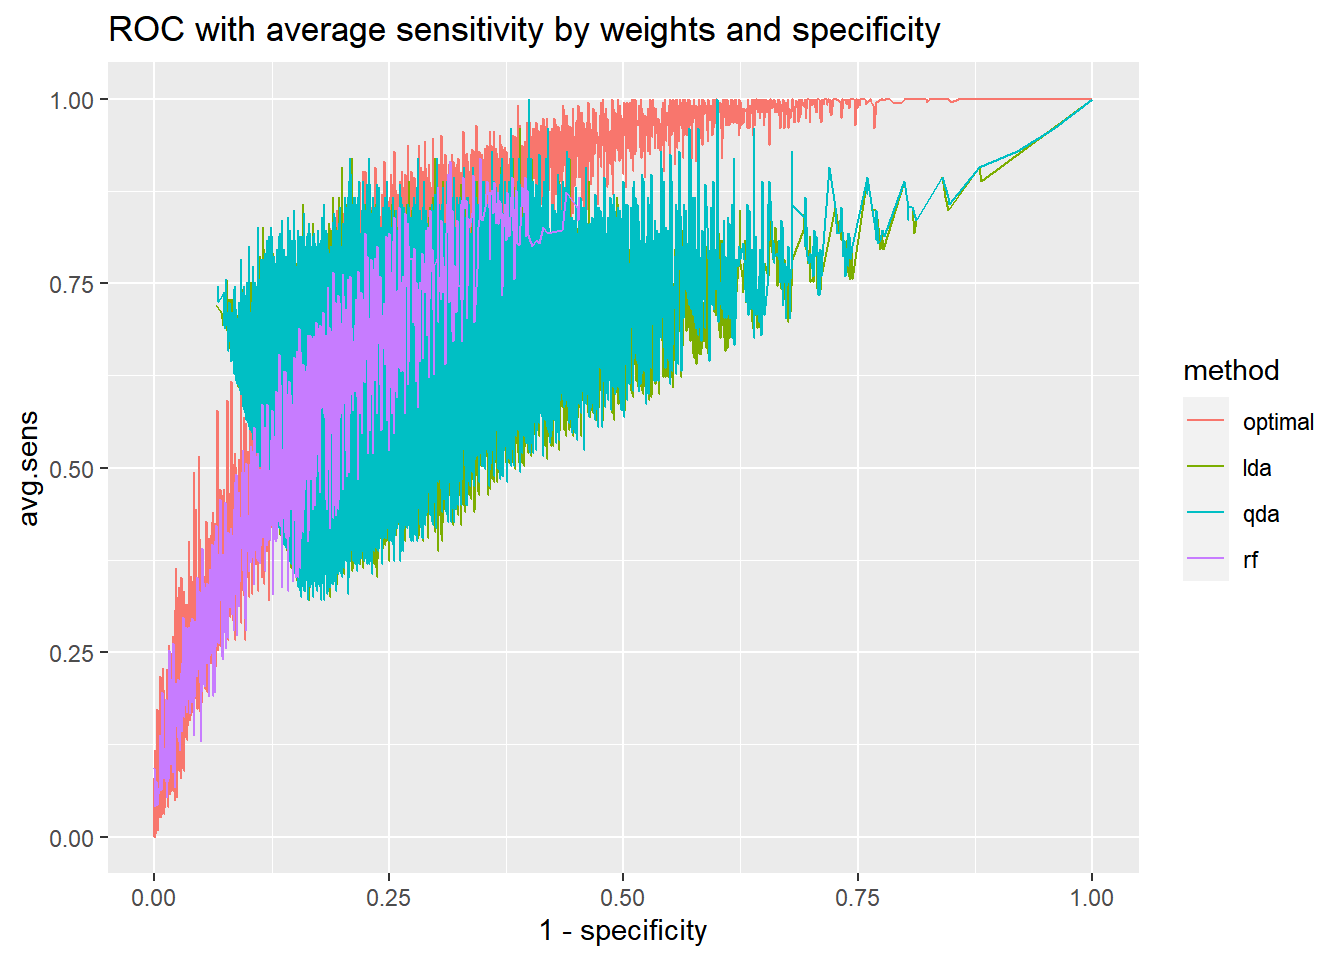 ROC with average sensitivity by weights and specificity
1.00
0.75
0.50
0.25
0.00
avg.sens
0.00 0.25 0.50 0.75 1.00
1 - specificity
method
optimal
lda
qda
rf